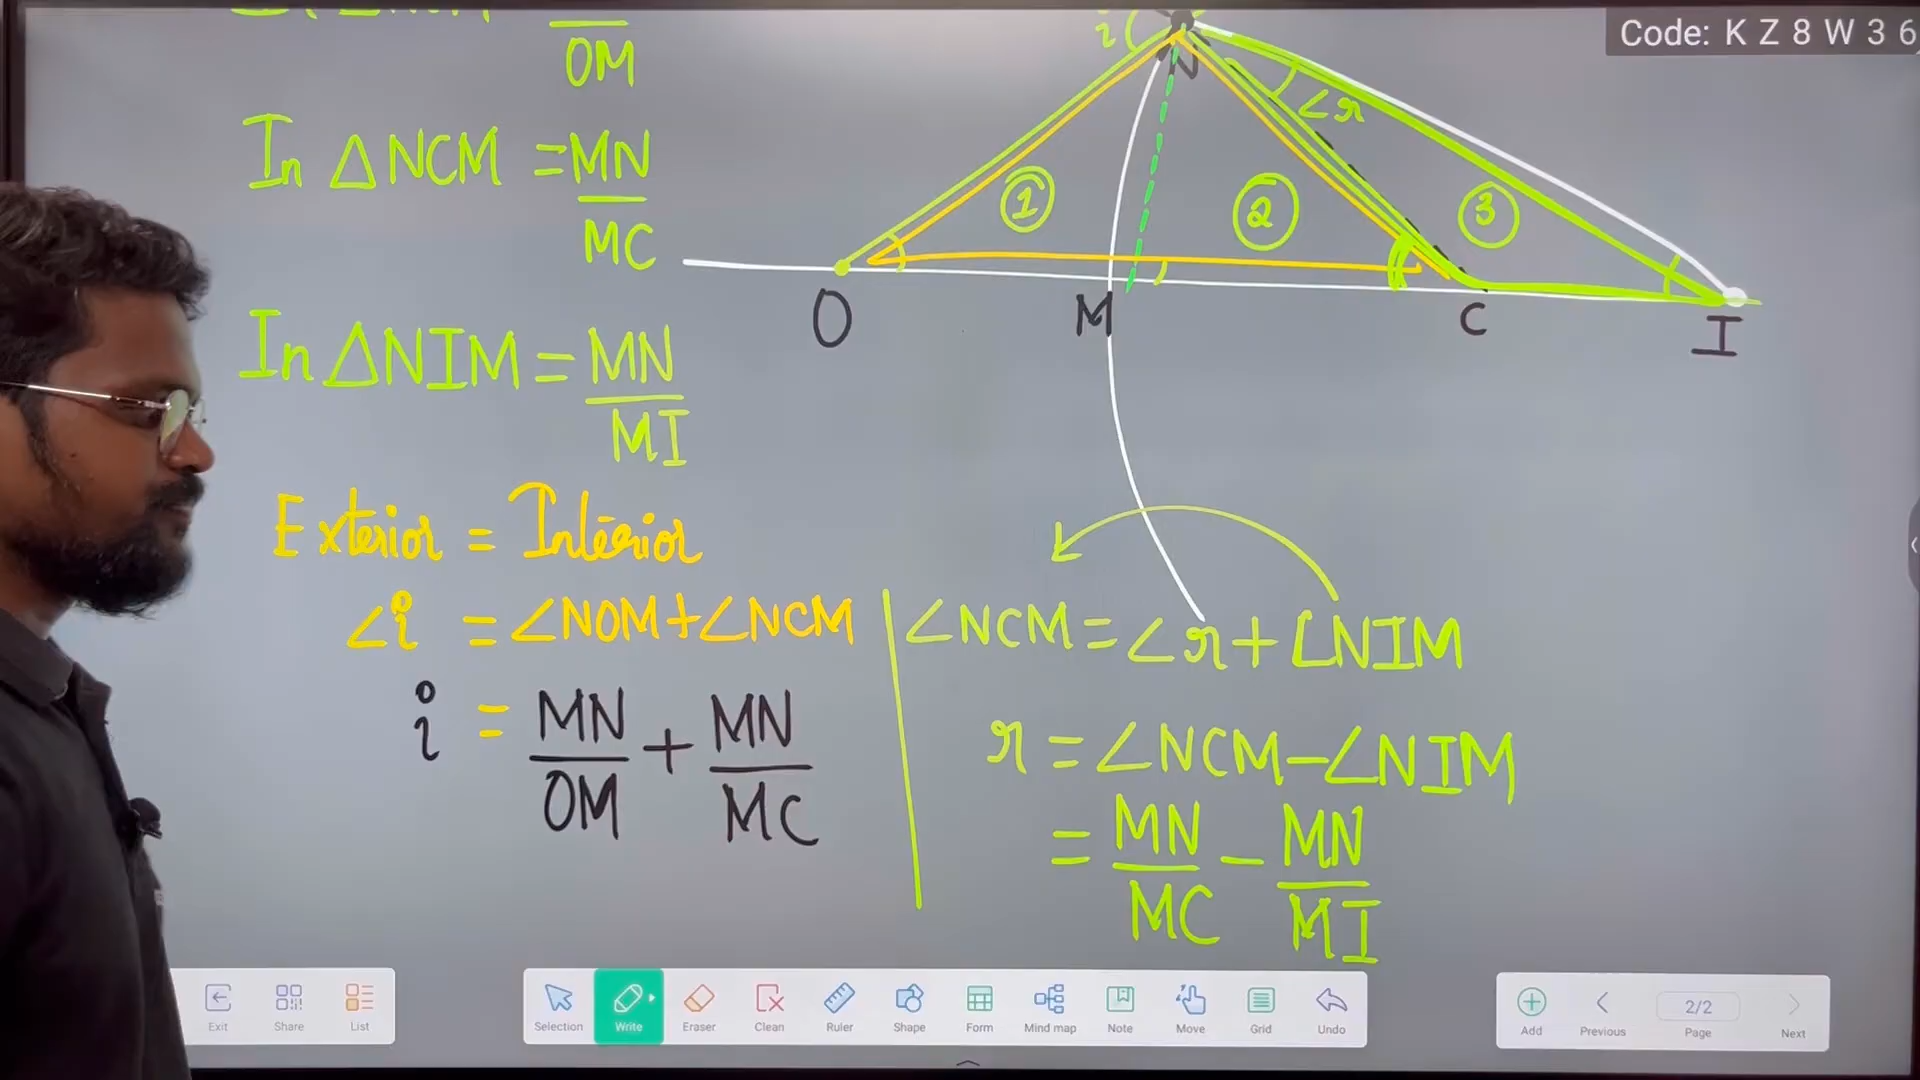 OM
Code: K Z 8 W 3 6
i
N
∠r
In △NCM = MN
MC
① ② ③
O M C I
In △NIM = MN
MI
Exterior = Interior
∠i = ∠NOM+∠NCM
∠NCM = ∠r + ∠NIM
i = MN + MN
OM MC
r = ∠NCM-∠NIM
= MN - MN
MC MI
Exit Share List
Selection Write Eraser Clean Ruler Shape Form Mind map Note Move Grid Undo
Add Previous 2/2 Page Next